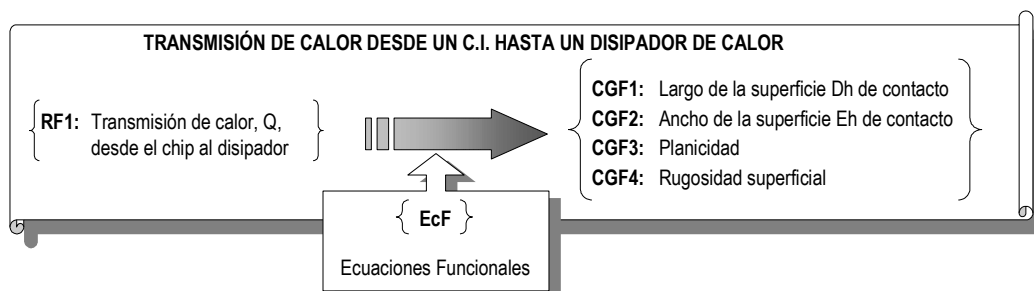 TRANSMISIÓN DE CALOR DESDE UN C.I. HASTA UN DISIPADOR DE CALOR
RF1: Transmisión de calor, Q,
desde el chip al disipador
CGF1: Largo de la superficie Dh de contacto
CGF2: Ancho de la superficie Eh de contacto
CGF3: Planicidad
CGF4: Rugosidad superficial
EcF
Ecuaciones Funcionales